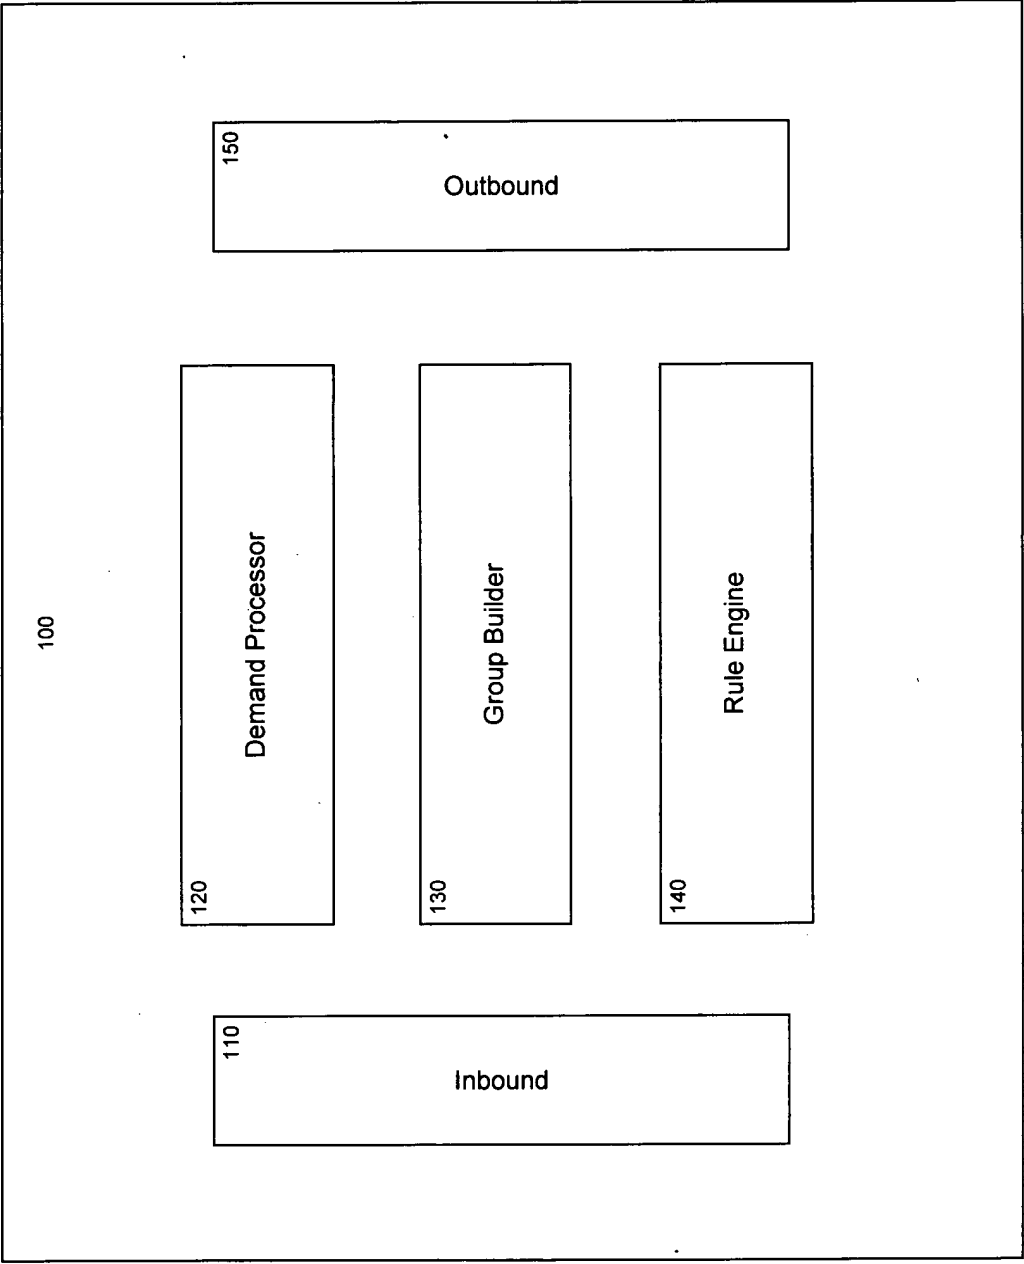 100
110
Inbound
120
Demand Processor
130
Group Builder
140
Rule Engine
150
Outbound